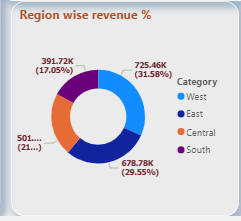 Region wise revenue %
391.72K
(17.05%)
725.46K
(31.58%)
Category
West
East
Central
South
501....
(21...)
678.78K
(29.55%)